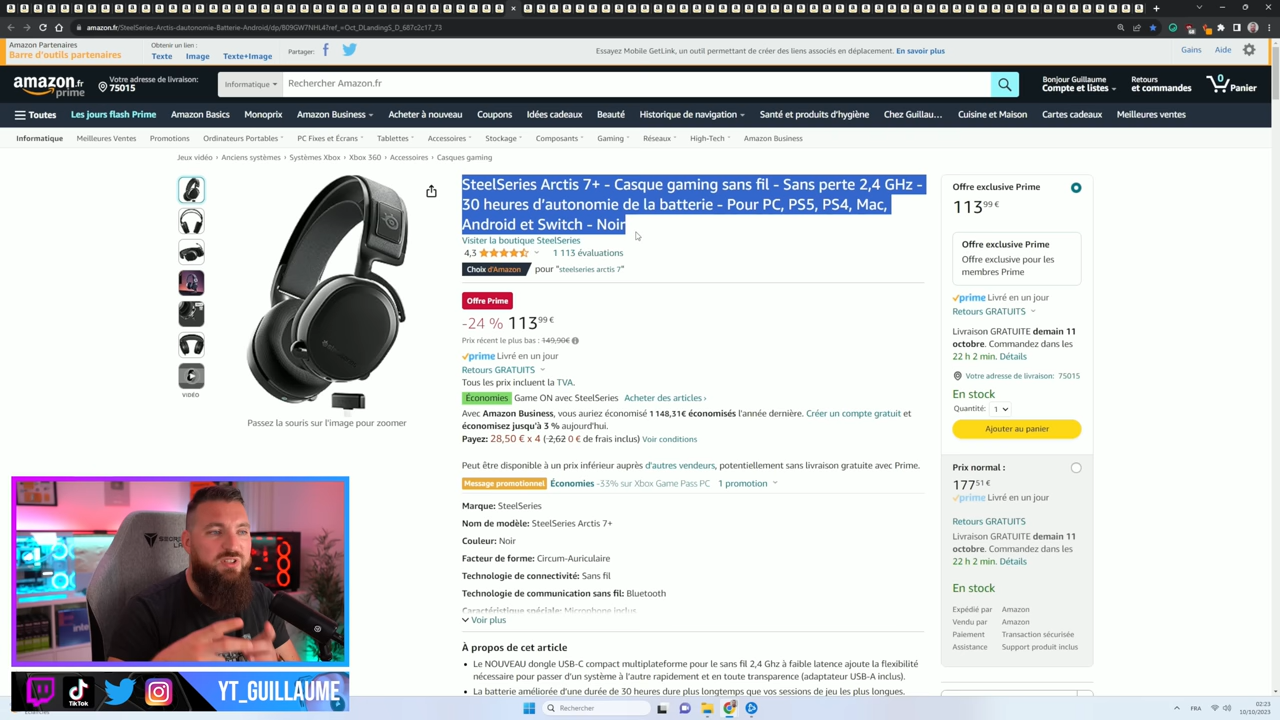 amazon.fr/SteelSeries-Arctis-dautonomie-Batterie-Android/dp/B09GW7NHL4?ref_=Oct_DLandingS_D_687c2c17_73
Amazon Partenaires
Barre d'outils partenaires
Obtenir un lien :
Texte Image Texte+Image
Partager:
Essayez Mobile GetLink, un outil permettant de créer des liens associés en déplacement. En savoir plus
Gains Aide
amazon.fr
prime
Votre adresse de livraison:
75015
Informatique
Rechercher Amazon.fr
Bonjour Guillaume
Compte et listes
Retours
et commandes
0
Panier
Toutes Les jours flash Prime Amazon Basics Monoprix Amazon Business Acheter à nouveau Coupons Idées cadeaux Beauté Historique de navigation Santé et produits d'hygiène Chez Guillau... Cuisine et Maison Cartes cadeaux Meilleures ventes
Informatique Meilleures Ventes Promotions Ordinateurs Portables PC Fixes et Écrans Tablettes Accessoires Stockage Composants Gaming Réseaux High-Tech Amazon Business
Jeux vidéo › Anciens systèmes › Systèmes Xbox › Xbox 360 › Accessoires › Casques gaming
VIDÉO
Passez la souris sur l'image pour zoomer
SteelSeries Arctis 7+ - Casque gaming sans fil - Sans perte 2,4 GHz -
30 heures d'autonomie de la batterie - Pour PC, PS5, PS4, Mac,
Android et Switch - Noir
Visiter la boutique SteelSeries
4,3 1 113 évaluations
Choix d'Amazon pour "steelseries arctis 7"
Offre Prime
-24 % 113,99 €
Prix récent le plus bas : 149,90€
prime Livré en un jour
Retours GRATUITS
Tous les prix incluent la TVA.
Économies Game ON avec SteelSeries Acheter des articles ›
Avec Amazon Business, vous auriez économisé 1 148,31€ économisés l'année dernière. Créer un compte gratuit et
économisez jusqu'à 3 % aujourd'hui.
Payez: 28,50 € x 4 (2,62 0 € de frais inclus) Voir conditions
Peut être disponible à un prix inférieur auprès d'autres vendeurs, potentiellement sans livraison gratuite avec Prime.
Message promotionnel Économies -33% sur Xbox Game Pass PC 1 promotion
Marque: SteelSeries
Nom de modèle: SteelSeries Arctis 7+
Couleur: Noir
Facteur de forme: Circum-Auriculaire
Technologie de connectivité: Sans fil
Technologie de communication sans fil: Bluetooth
Caractéristique spéciale: Microphone inclus
Voir plus
À propos de cet article
• Le NOUVEAU dongle USB-C compact multiplateforme pour le sans fil 2,4 Ghz à faible latence ajoute la flexibilité
nécessaire pour passer d'un système à l'autre rapidement et en toute transparence (adaptateur USB-A inclus).
• La batterie améliorée d'une durée de 30 heures dure plus longtemps que vos sessions de jeu les plus longues.
Offre exclusive Prime
113,99 €
Offre exclusive Prime
Offre exclusive pour les
membres Prime
prime Livré en un jour
Retours GRATUITS
Livraison GRATUITE demain 11
octobre. Commandez dans les
22 h 2 min. Détails
Votre adresse de livraison: 75015
En stock
Quantité: 1
Ajouter au panier
Prix normal :
177,51 €
prime Livré en un jour
Retours GRATUITS
Livraison GRATUITE demain 11
octobre. Commandez dans les
22 h 2 min. Détails
En stock
Expédié par Amazon
Vendu par Amazon
Paiement Transaction sécurisée
Assistance Support produit inclus
TikTok
YT_GUILLAUME
Rechercher
FRA
02:23
10/10/2023